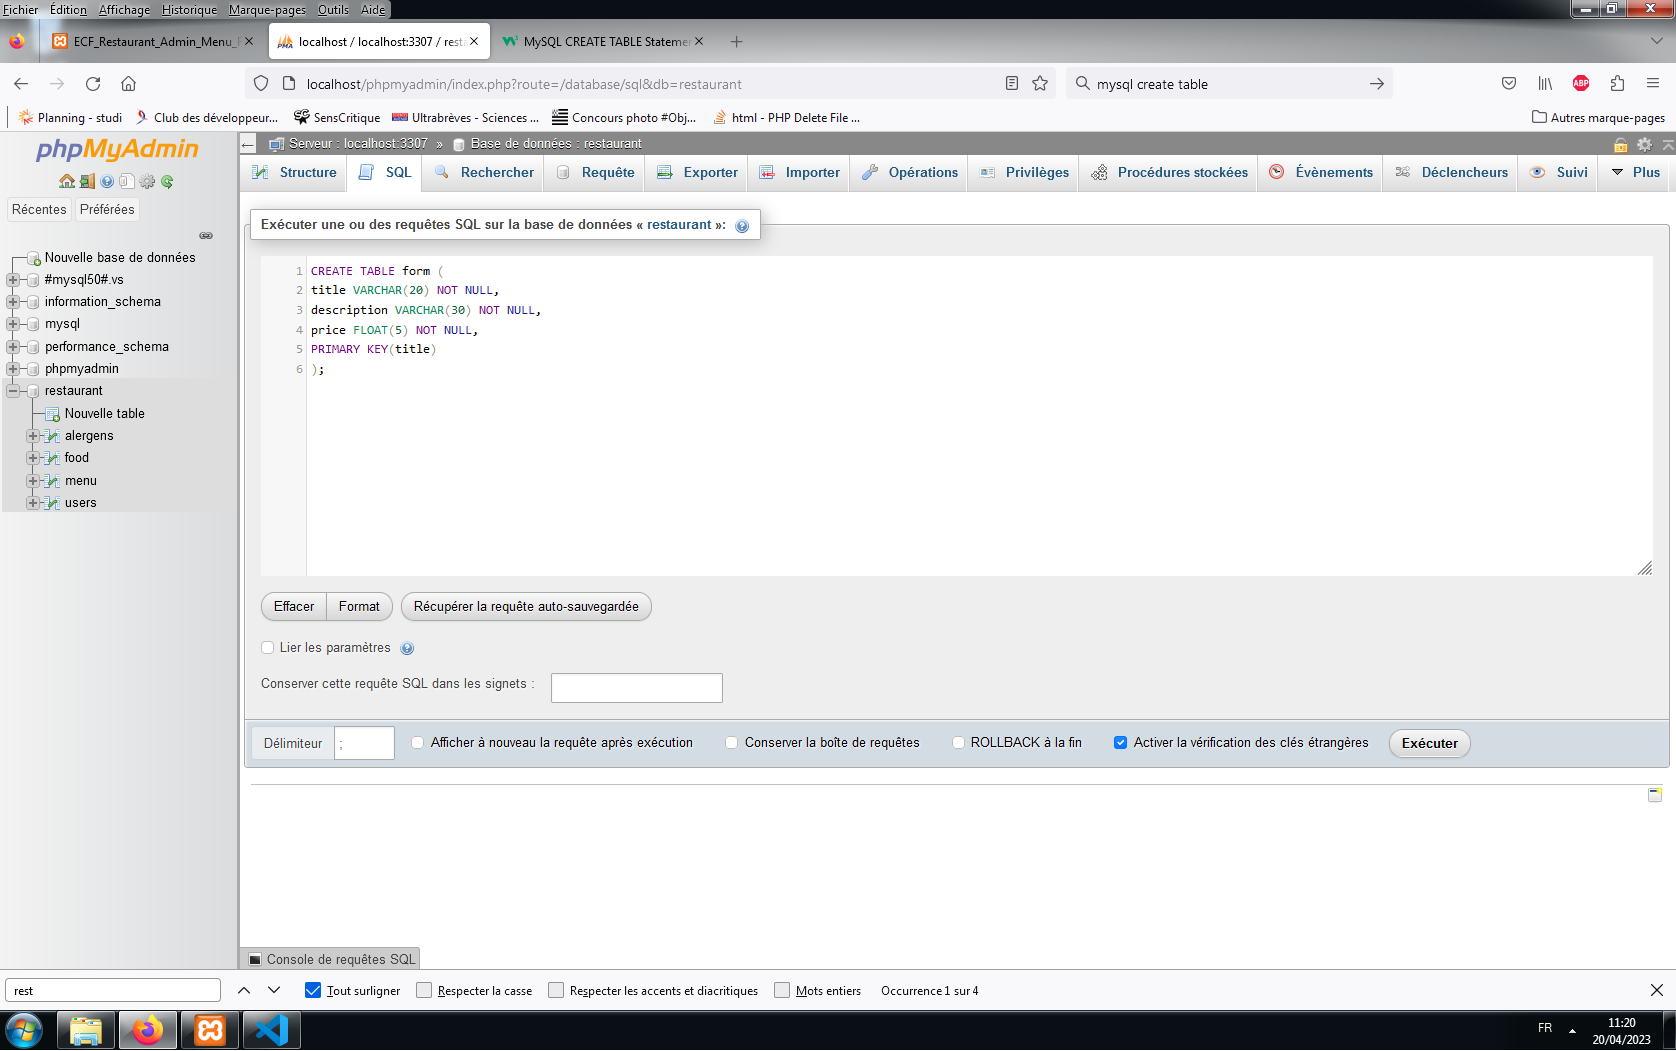 Fichier Édition Affichage Historique Marque-pages Outils Aide
ECF_Restaurant_Admin_Menu_F
localhost / localhost:3307 / resta
MySQL CREATE TABLE Statemen
localhost/phpmyadmin/index.php?route=/database/sql&db=restaurant
mysql create table
ABP
Planning - studi
Club des développeur...
SensCritique
Ultrabrèves - Sciences ...
Concours photo #Obj...
html - PHP Delete File ...
Autres marque-pages
phpMyAdmin
Récentes Préférées
Nouvelle base de données
#mysql50#.vs
information_schema
mysql
performance_schema
phpmyadmin
restaurant
Nouvelle table
alergens
food
menu
users
Serveur : localhost:3307 » Base de données : restaurant
Structure SQL Rechercher Requête Exporter Importer Opérations Privilèges Procédures stockées Évènements Déclencheurs Suivi Plus
Exécuter une ou des requêtes SQL sur la base de données « restaurant »:
1 CREATE TABLE form (
2 title VARCHAR(20) NOT NULL,
3 description VARCHAR(30) NOT NULL,
4 price FLOAT(5) NOT NULL,
5 PRIMARY KEY(title)
6 );
Effacer Format Récupérer la requête auto-sauvegardée
Lier les paramètres
Conserver cette requête SQL dans les signets :
Délimiteur ; Afficher à nouveau la requête après exécution Conserver la boîte de requêtes ROLLBACK à la fin Activer la vérification des clés étrangères Exécuter
Console de requêtes SQL
rest Tout surligner Respecter la casse Respecter les accents et diacritiques Mots entiers Occurrence 1 sur 4
FR
11:20
20/04/2023